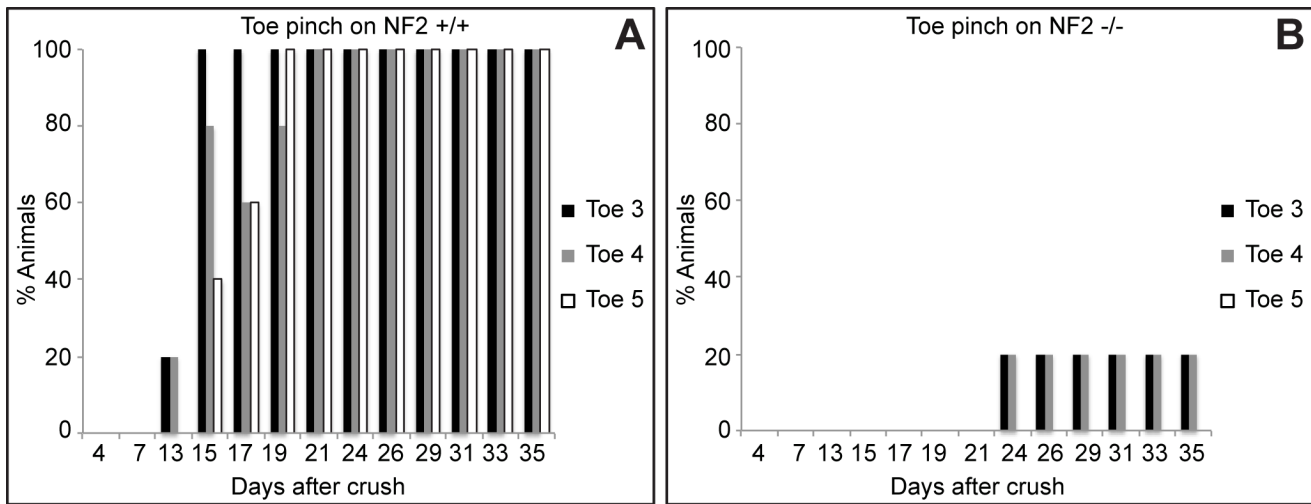 Toe pinch on NF2 +/+
A
100
80
60
40
20
0
% Animals
4 7 13 15 17 19 21 24 26 29 31 33 35
Days after crush
Toe 3
Toe 4
Toe 5
Toe pinch on NF2 -/-
B
100
80
60
40
20
0
% Animals
4 7 13 15 17 19 21 24 26 29 31 33 35
Days after crush
Toe 3
Toe 4
Toe 5